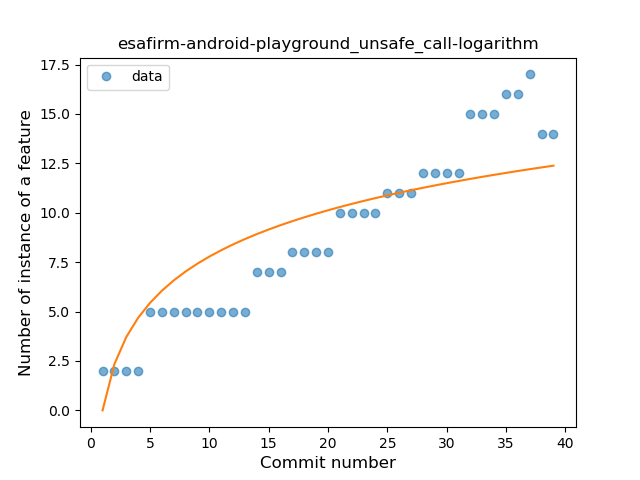 esafirm-android-playground_unsafe_call-logarithm
data
Number of instance of a feature
17.5
15.0
12.5
10.0
7.5
5.0
2.5
0.0
0 5 10 15 20 25 30 35 40
Commit number